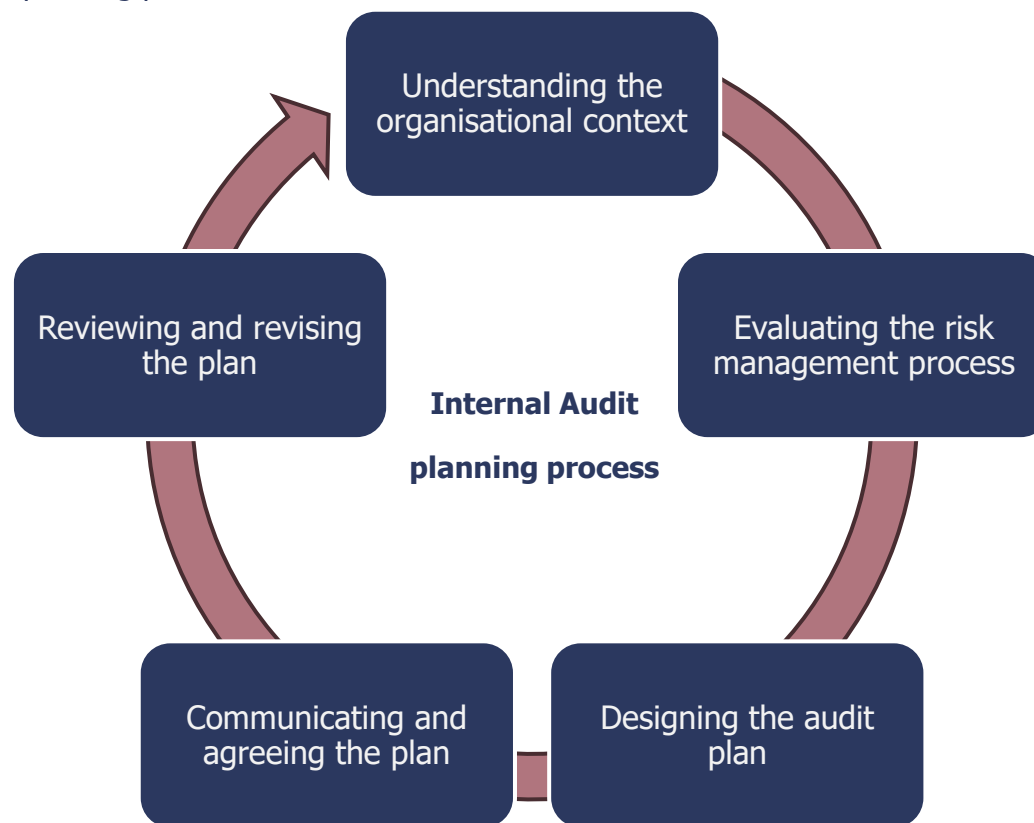 Understanding the
organisational context
Evaluating the risk
management process
Designing the audit
plan
Communicating and
agreeing the plan
Reviewing and revising
the plan
Internal Audit
planning process